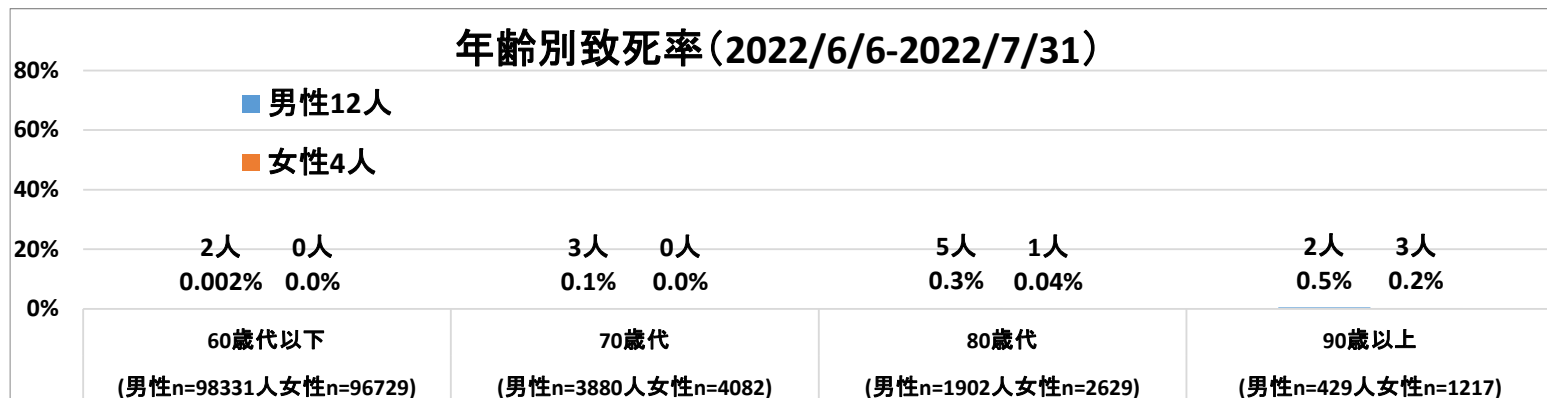 年齢別致死率（2022/6/6-2022/7/31）
80%
男性12人
60%
女性4人
40%
20%
2人 0人 3人 0人 5人 1人 2人 3人
0.002% 0.0% 0.1% 0.0% 0.3% 0.04% 0.5% 0.2%
0%
60歳代以下 70歳代 80歳代 90歳以上
(男性n=98331人女性n=96729) (男性n=3880人女性n=4082) (男性n=1902人女性n=2629) (男性n=429人女性n=1217)